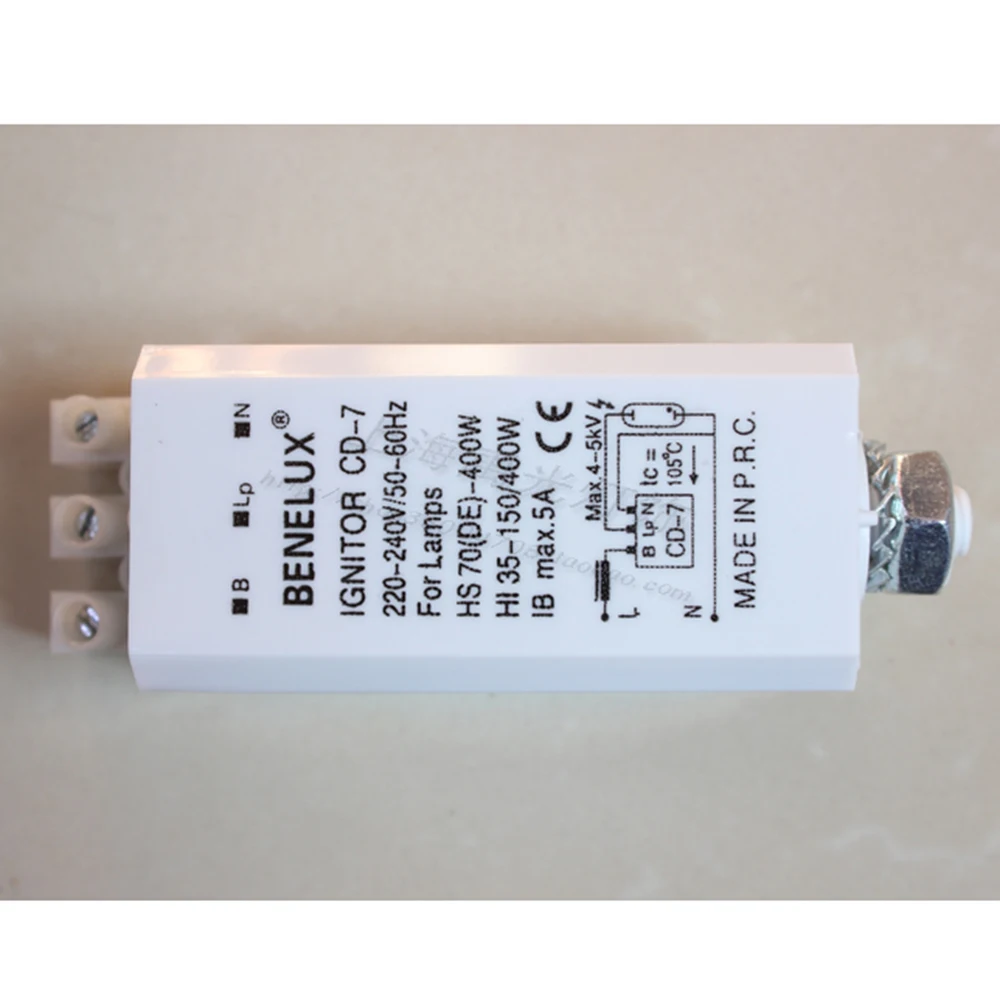 B Lp N
BENELUX®
IGNITOR CD-7
220-240V/50-60Hz
For Lamps
HS 70(DE)-400W
HI 35-150/400W
IB max.5A CE
Max.4-5kV
B Lp N
CD-7
IC=
105°C
L
N
MADE IN P.R.C.